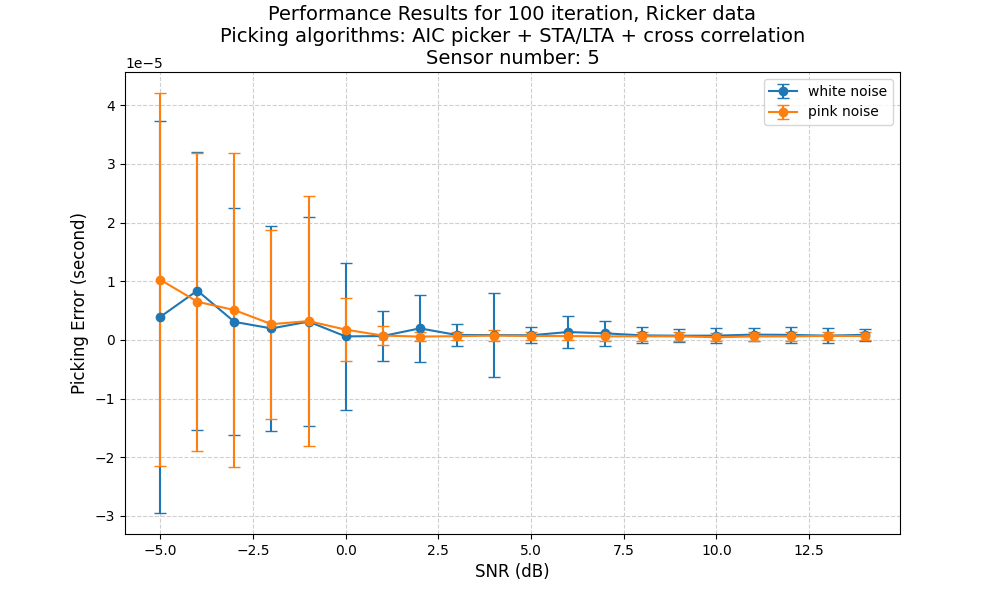 Performance Results for 100 iteration, Ricker data
Picking algorithms: AIC picker + STA/LTA + cross correlation
Sensor number: 5
1e−5
white noise
pink noise
4
3
2
1
0
−1
−2
−3
Picking Error (second)
−5.0 −2.5 0.0 2.5 5.0 7.5 10.0 12.5
SNR (dB)